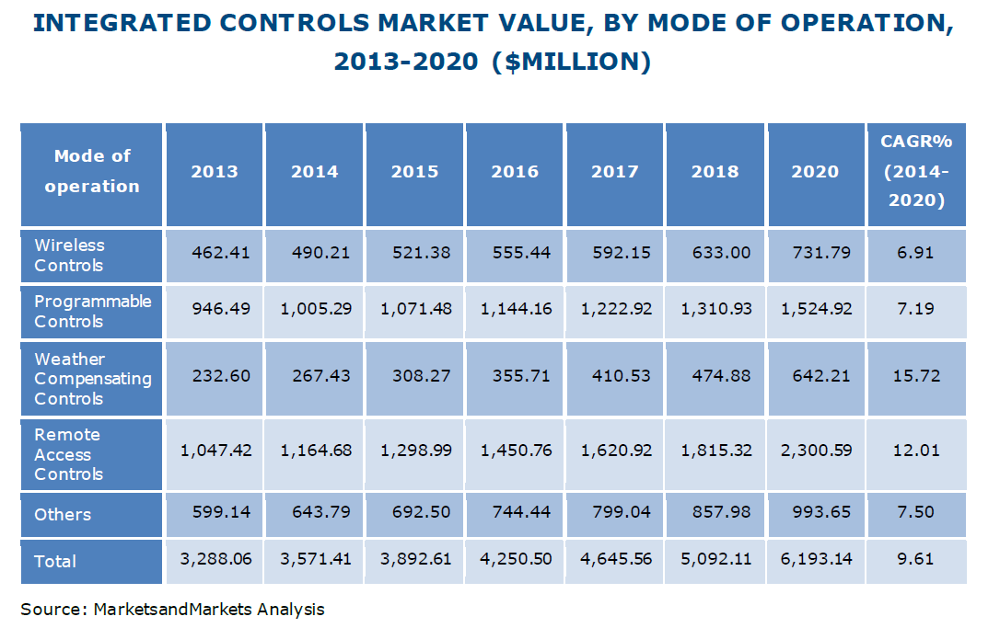 INTEGRATED CONTROLS MARKET VALUE, BY MODE OF OPERATION,
2013-2020 ($MILLION)
Mode of operation 2013 2014 2015 2016 2017 2018 2020 CAGR% (2014-2020)
Wireless Controls 462.41 490.21 521.38 555.44 592.15 633.00 731.79 6.91
Programmable Controls 946.49 1,005.29 1,071.48 1,144.16 1,222.92 1,310.93 1,524.92 7.19
Weather Compensating Controls 232.60 267.43 308.27 355.71 410.53 474.88 642.21 15.72
Remote Access Controls 1,047.42 1,164.68 1,298.99 1,450.76 1,620.92 1,815.32 2,300.59 12.01
Others 599.14 643.79 692.50 744.44 799.04 857.98 993.65 7.50
Total 3,288.06 3,571.41 3,892.61 4,250.50 4,645.56 5,092.11 6,193.14 9.61
Source: MarketsandMarkets Analysis